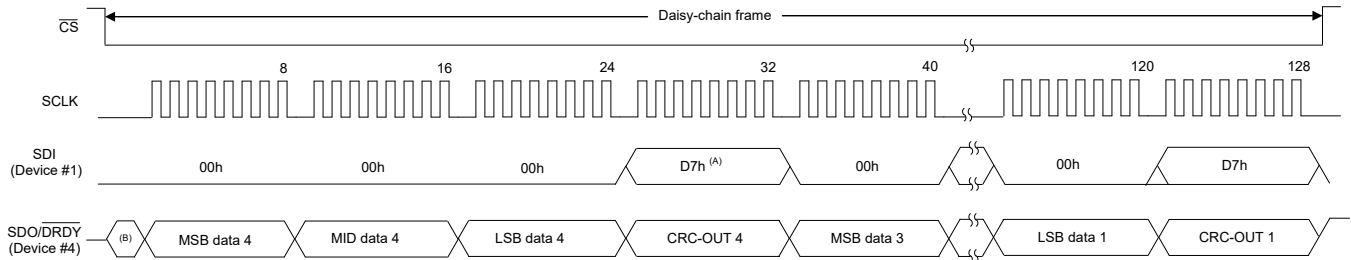 Daisy-chain frame
CS
8 16 24 32 40 120 128
SCLK
SDI
(Device #1)
00h 00h 00h D7h (A) 00h 00h D7h
SDO/DRDY
(Device #4)
(B) MSB data 4 MID data 4 LSB data 4 CRC-OUT 4 MSB data 3 LSB data 1 CRC-OUT 1